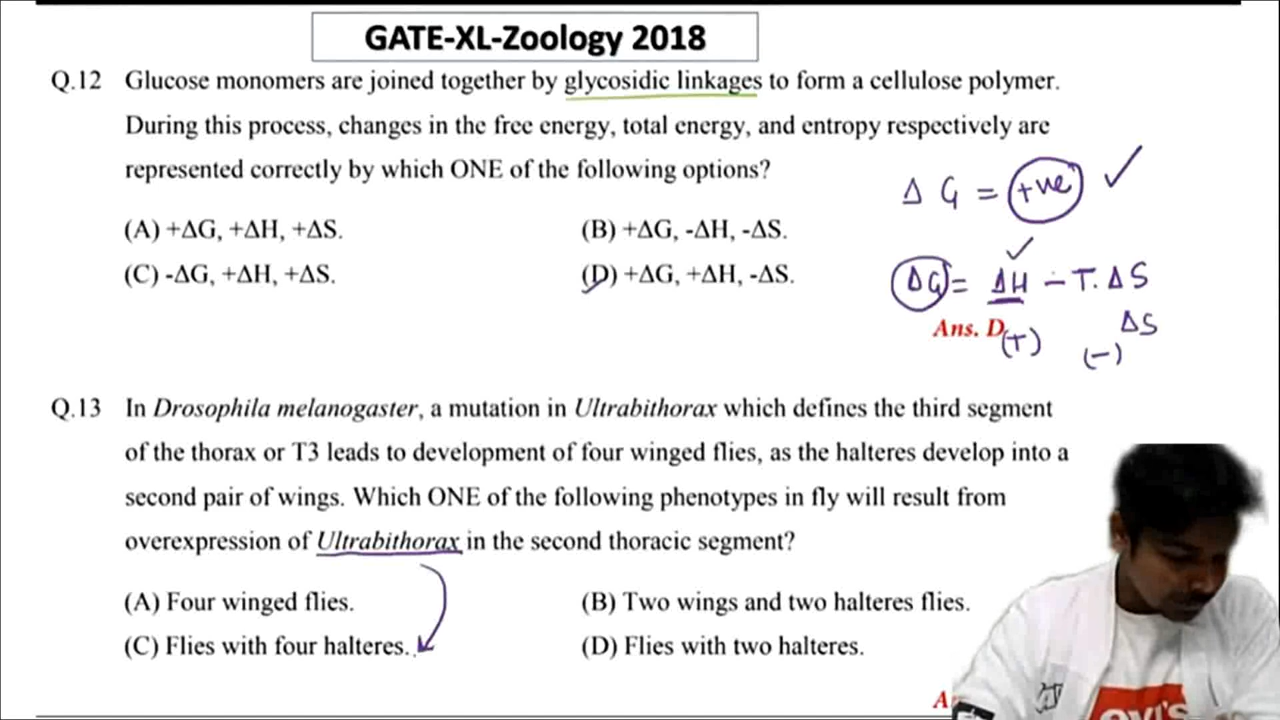 GATE-XL-Zoology 2018
Q.12 Glucose monomers are joined together by glycosidic linkages to form a cellulose polymer.
During this process, changes in the free energy, total energy, and entropy respectively are
represented correctly by which ONE of the following options?
ΔG = +ve ✓
(A) +ΔG, +ΔH, +ΔS. (B) +ΔG, -ΔH, -ΔS.
(C) -ΔG, +ΔH, +ΔS. (D) +ΔG, +ΔH, -ΔS.
ΔG = ΔH - T.ΔS
Ans. D
(+) (-) ΔS
Q.13 In Drosophila melanogaster, a mutation in Ultrabithorax which defines the third segment
of the thorax or T3 leads to development of four winged flies, as the halteres develop into a
second pair of wings. Which ONE of the following phenotypes in fly will result from
overexpression of Ultrabithorax in the second thoracic segment?
(A) Four winged flies. (B) Two wings and two halteres flies.
(C) Flies with four halteres. (D) Flies with two halteres.